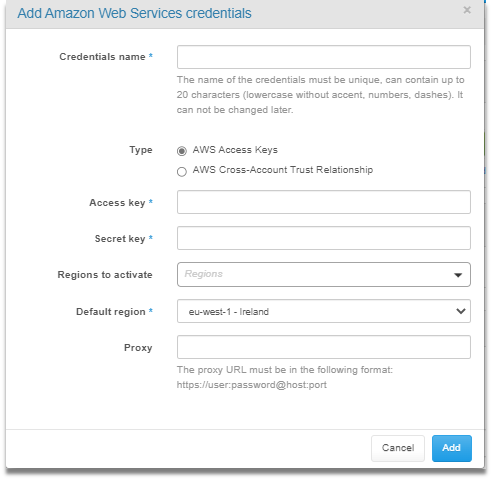 Add Amazon Web Services credentials ×
Credentials name *
The name of the credentials must be unique, can contain up to
20 characters (lowercase without accent, numbers, dashes). It
can not be changed later.
Type AWS Access Keys
AWS Cross-Account Trust Relationship
Access key *
Secret key *
Regions to activate Regions
Default region * eu-west-1 - Ireland
Proxy
The proxy URL must be in the following format:
https://user:password@host:port
Cancel Add